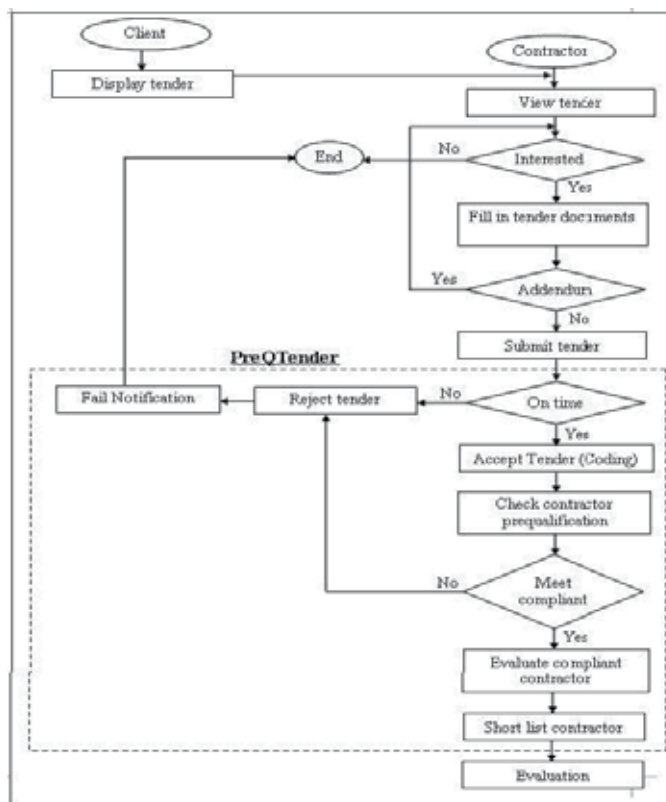 Client
Contractor
Display tender
View tender
End
No
Interested
Yes
Fill in tender documents
Yes
Addendum
No
Submit tender
PreQTender
Fail Notification
Reject tender
No
On time
Yes
Accept Tender (Coding)
Check contractor
prequalification
No
Meet
compliant
Yes
Evaluate compliant
contractor
Short list contractor
Evaluation